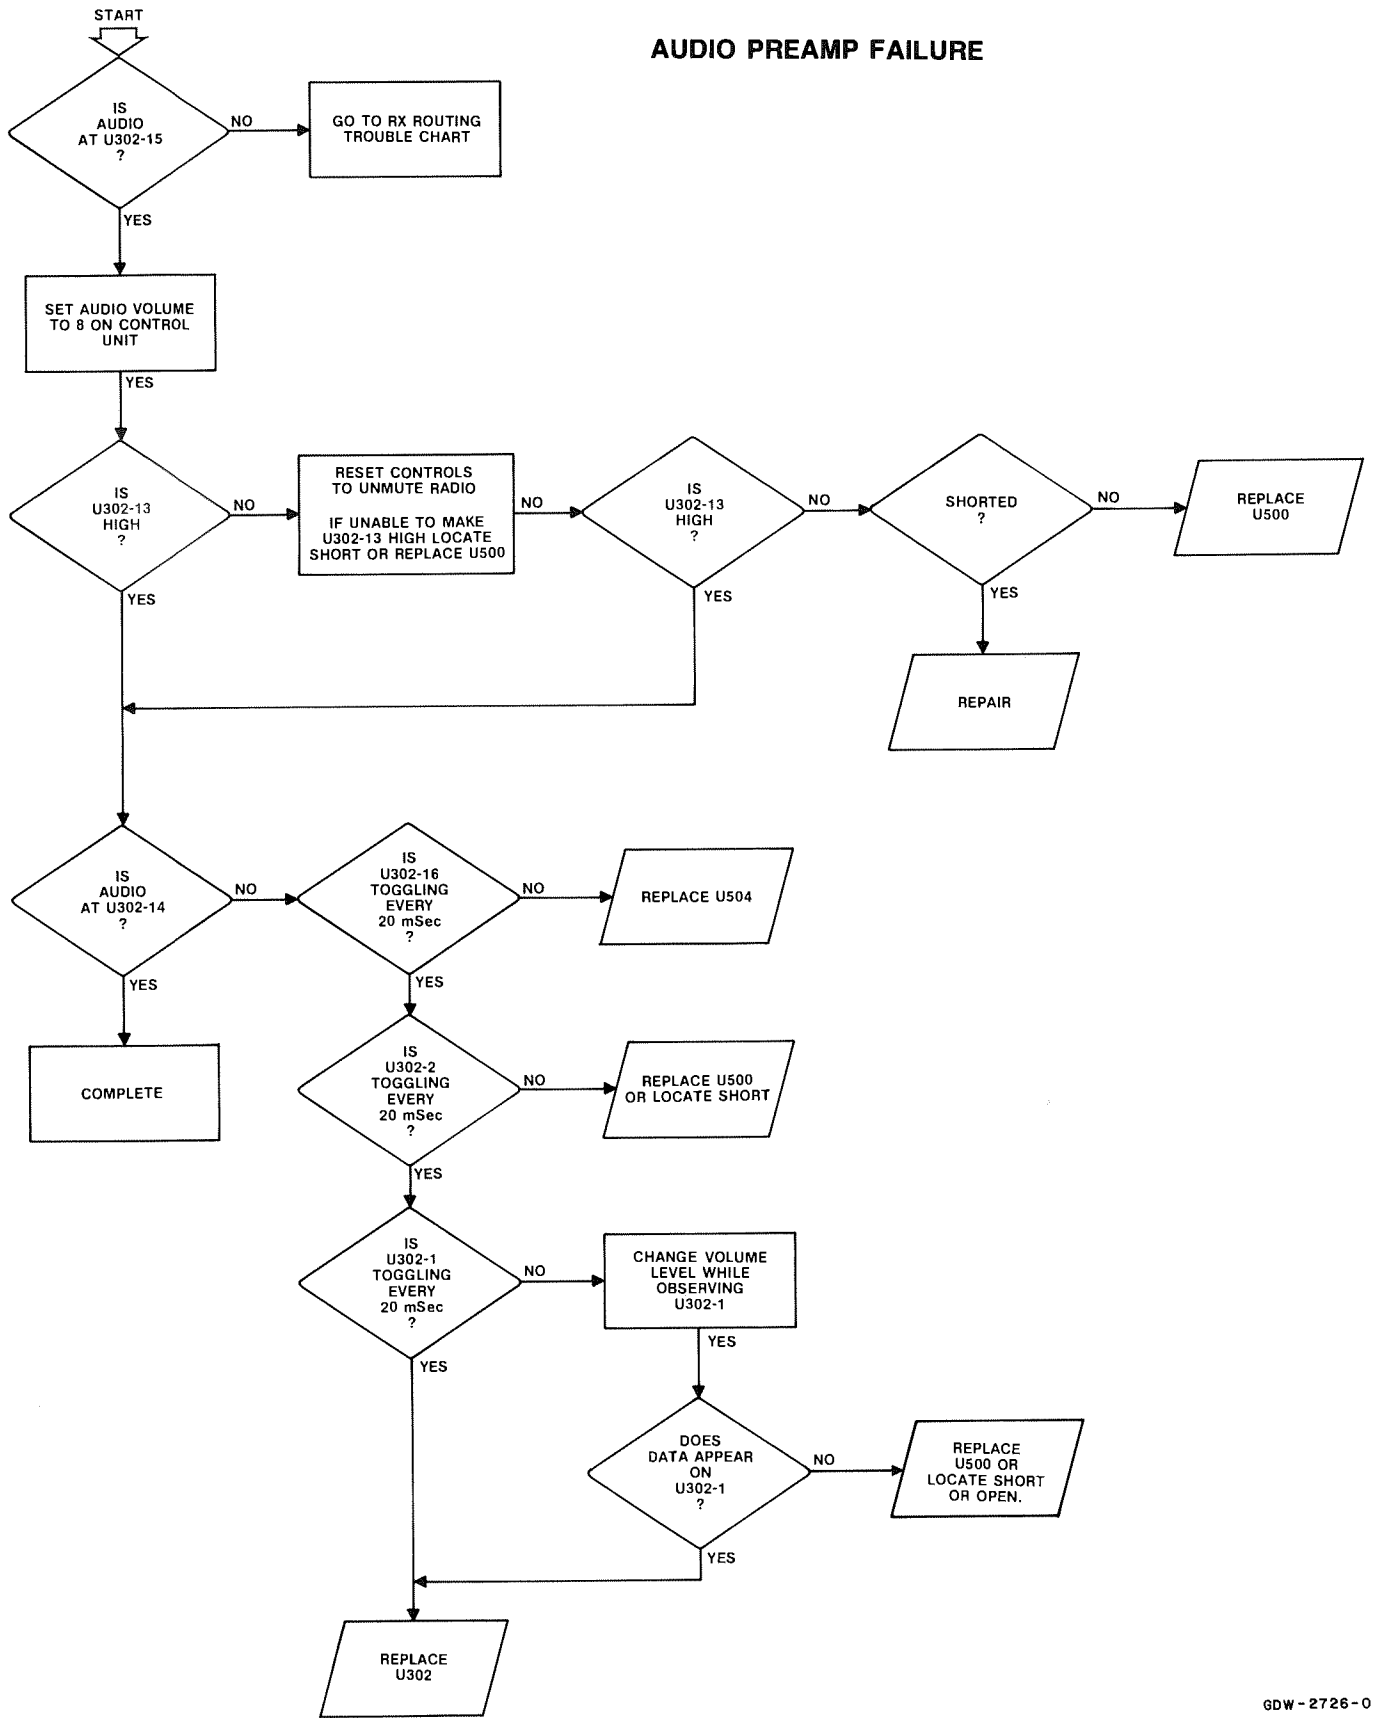 START
AUDIO PREAMP FAILURE
IS
AUDIO
AT U302-15
?
NO
GO TO RX ROUTING
TROUBLE CHART
YES
SET AUDIO VOLUME
TO 8 ON CONTROL
UNIT
YES
IS
U302-13
HIGH
?
NO
RESET CONTROLS
TO UNMUTE RADIO
IF UNABLE TO MAKE
U302-13 HIGH LOCATE
SHORT OR REPLACE U500
NO
IS
U302-13
HIGH
?
NO
SHORTED
?
NO
REPLACE
U500
YES
YES
YES
REPAIR
IS
AUDIO
AT U302-14
?
NO
IS
U302-16
TOGGLING
EVERY
20 mSec
?
NO
REPLACE U504
YES
YES
COMPLETE
IS
U302-2
TOGGLING
EVERY
20 mSec
?
NO
REPLACE U500
OR LOCATE SHORT
YES
IS
U302-1
TOGGLING
EVERY
20 mSec
?
NO
CHANGE VOLUME
LEVEL WHILE
OBSERVING
U302-1
YES
YES
DOES
DATA APPEAR
ON
U302-1
?
NO
REPLACE
U500 OR
LOCATE SHORT
OR OPEN.
YES
REPLACE
U302
GDW-2726-0